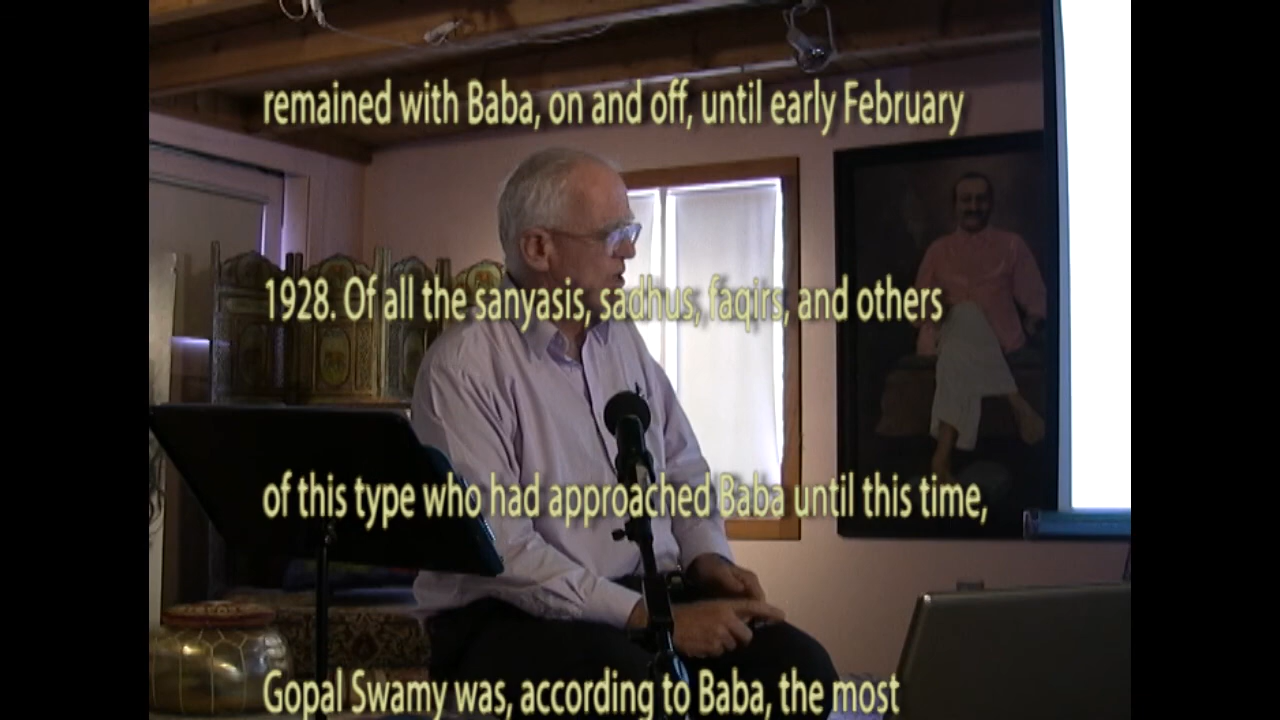 remained with Baba, on and off, until early February
1928. Of all the sanyasis, sadhus, faqirs, and others
of this type who had approached Baba until this time,
Gopal Swamy was, according to Baba, the most